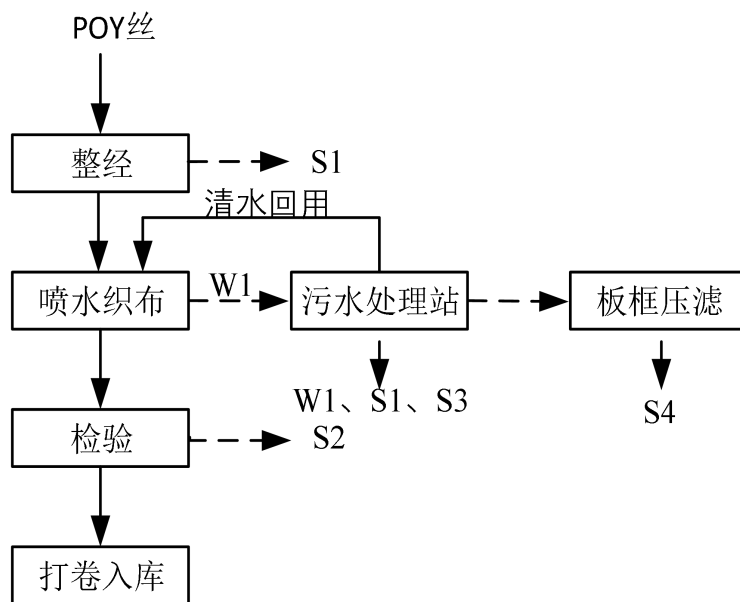 POY丝
整经
S1
清水回用
喷水织布
W1
污水处理站
板框压滤
W1、S1、S3
S4
检验
S2
打卷入库